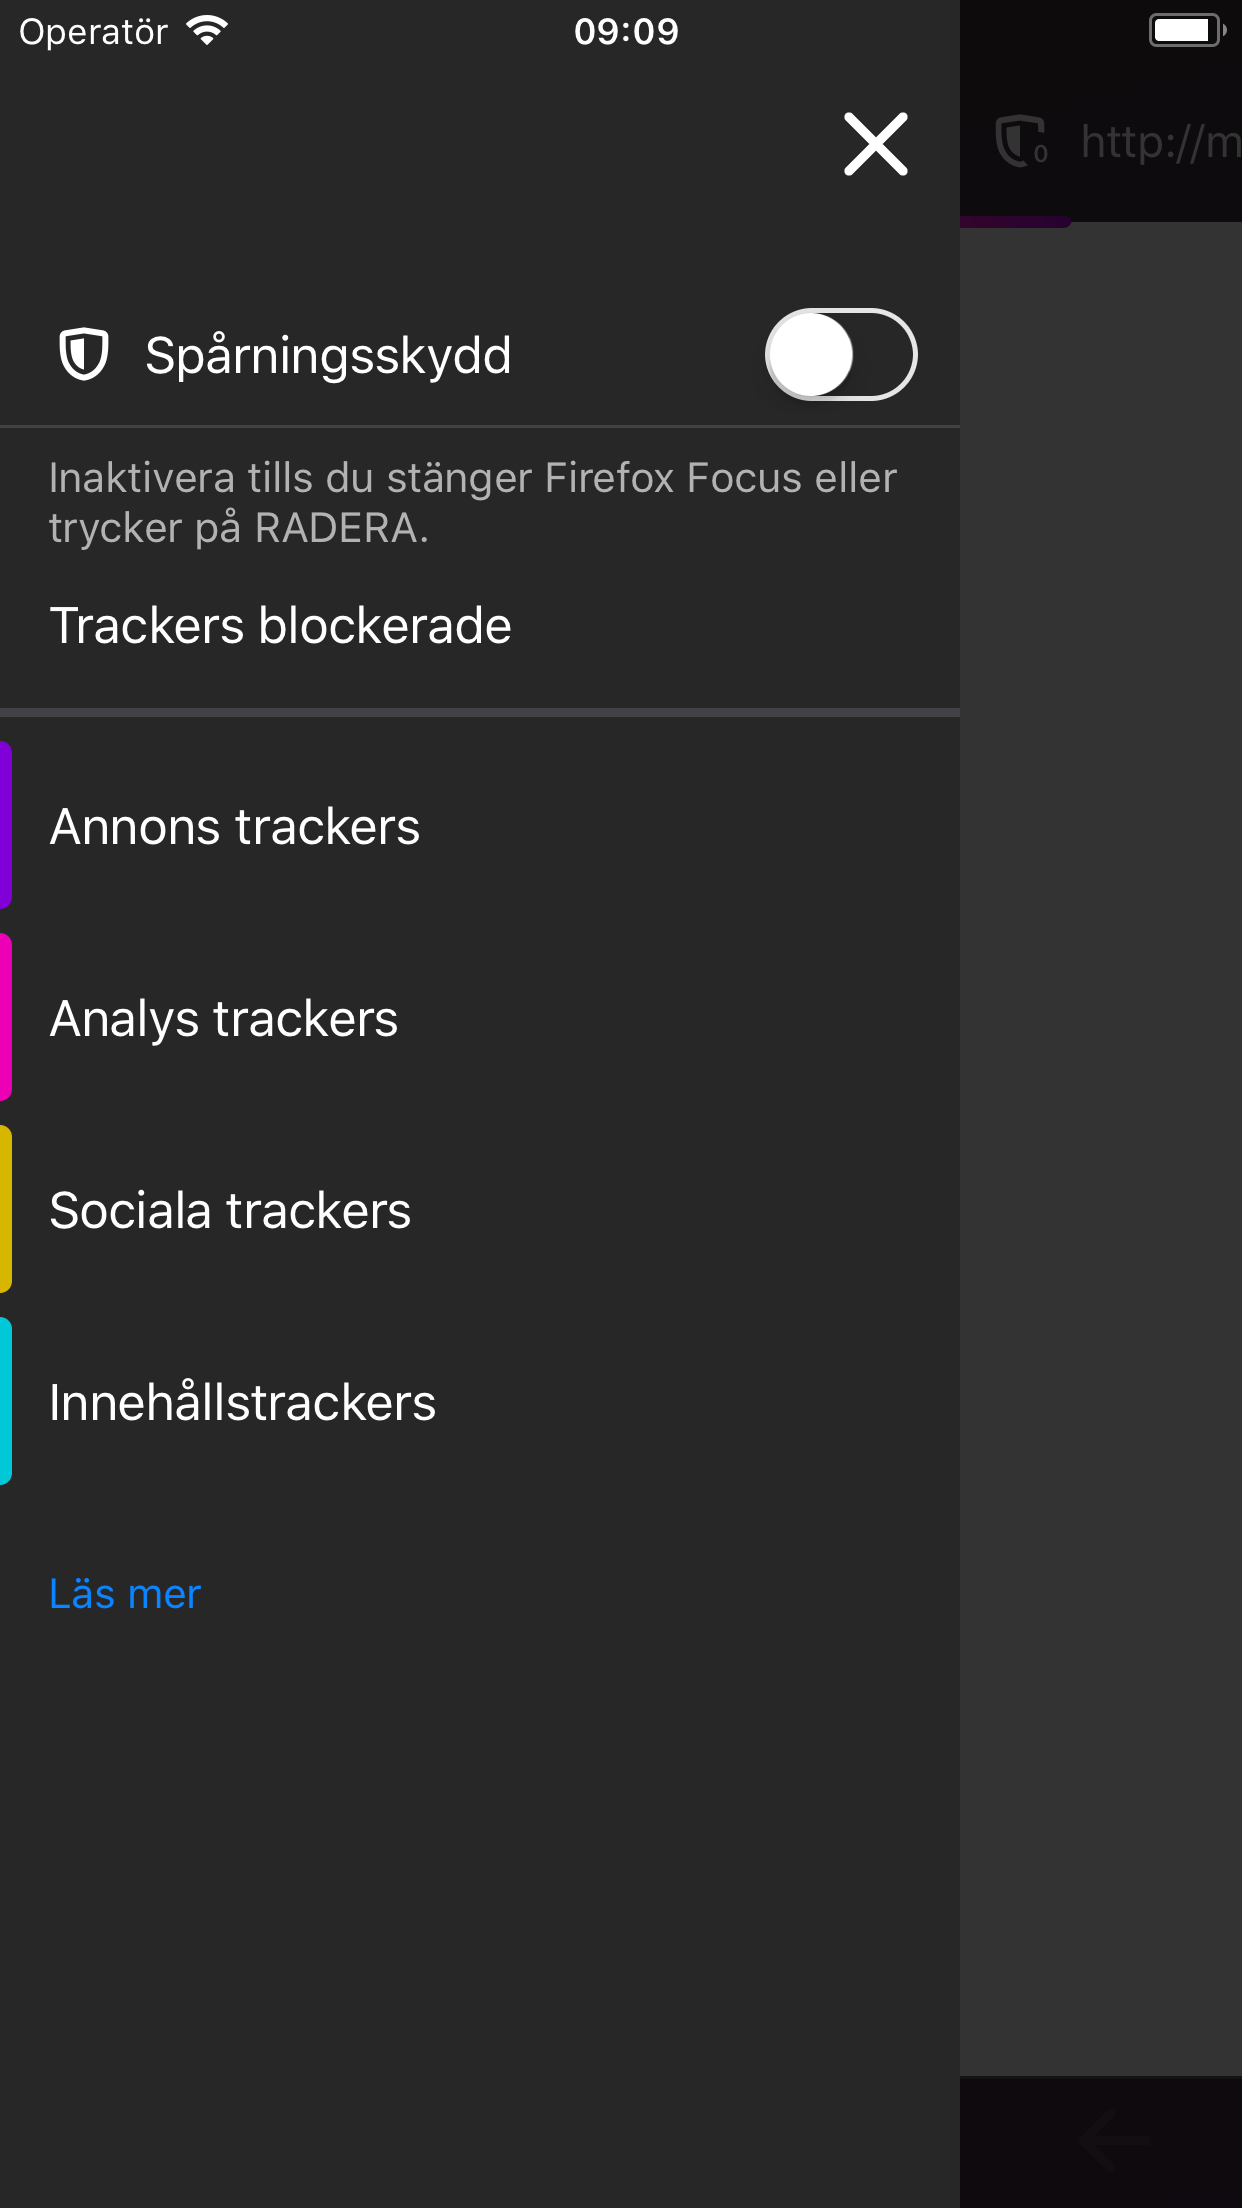 Operatör 09:09
0 http://m
Spårningsskydd
Inaktivera tills du stänger Firefox Focus eller
trycker på RADERA.
Trackers blockerade
Annons trackers
Analys trackers
Sociala trackers
Innehållstrackers
Läs mer